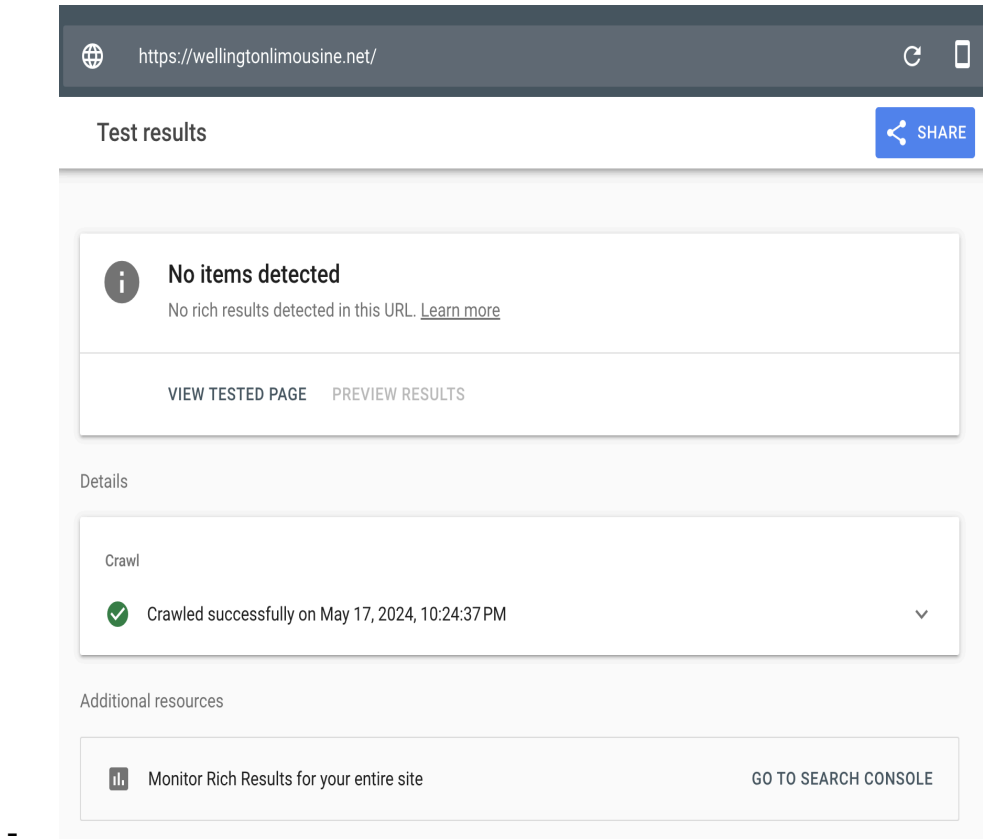 https://wellingtonlimousine.net/
Test results
SHARE
No items detected
No rich results detected in this URL. Learn more
VIEW TESTED PAGE PREVIEW RESULTS
Details
Crawl
Crawled successfully on May 17, 2024, 10:24:37 PM
Additional resources
Monitor Rich Results for your entire site GO TO SEARCH CONSOLE